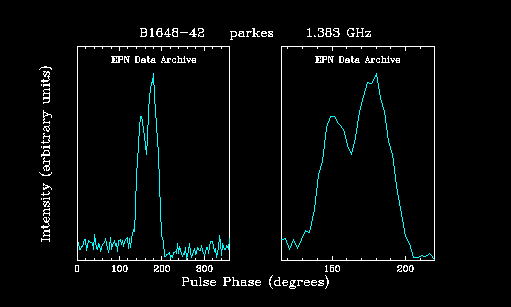 B1648−42 parkes 1.383 GHz
EPN Data Archive EPN Data Archive
Intensity (arbitrary units)
0 100 200 300 150 200
Pulse Phase (degrees)